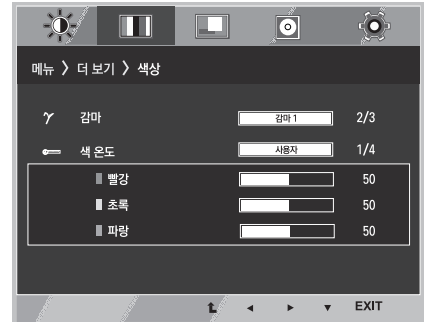 메뉴 〉 더 보기 〉 색상
γ 감마 감마 1 2/3
색 온도 사용자 1/4
빨강 50
초록 50
파랑 50
EXIT